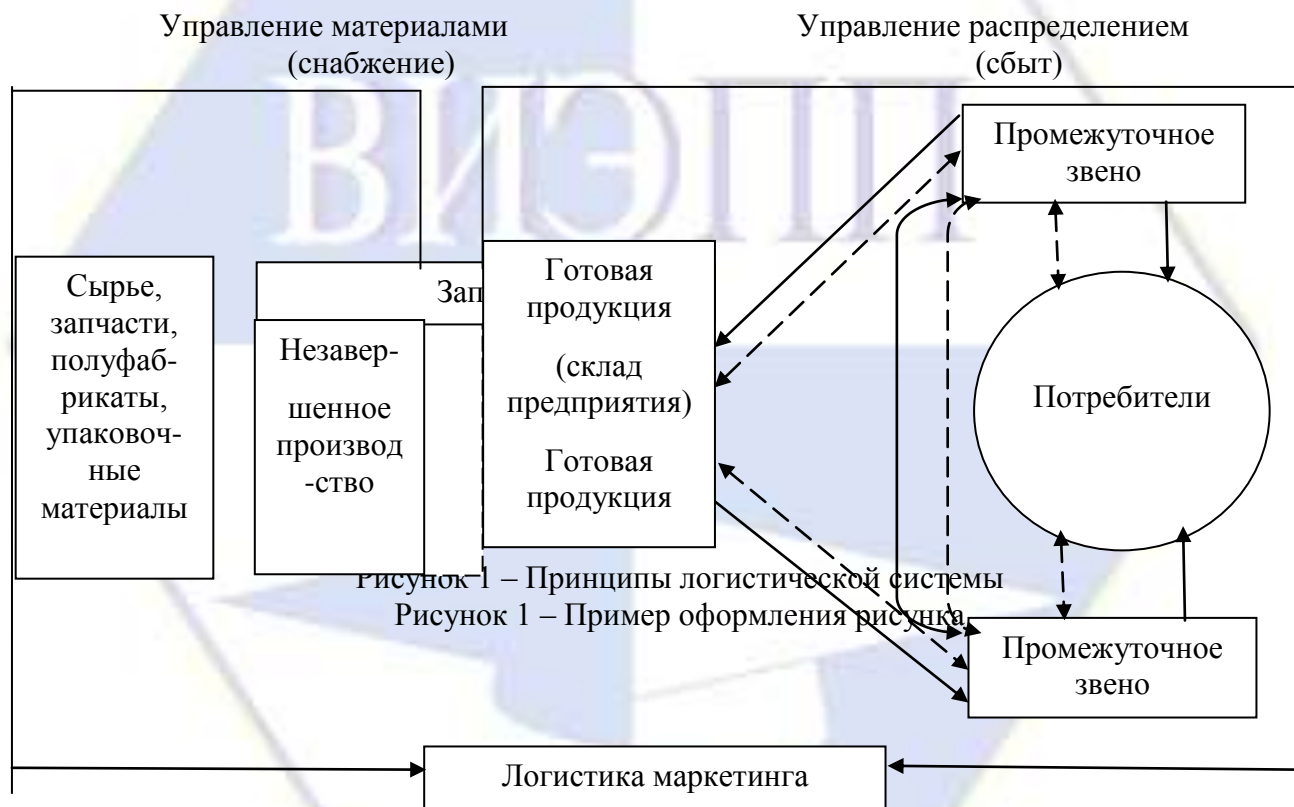 Управление материалами
(снабжение)
Управление распределением
(сбыт)
ВИЭПП
Промежуточное
звено
Сырье,
запчасти,
полуфаб-
рикаты,
упаковоч-
ные
материалы
Зап
Незавер-
шенное
производ
-ство
Готовая
продукция
(склад
предприятия)
Готовая
продукция
Потребители
Рисунок 1 – Принципы логистической системы
Рисунок 1 – Пример оформления рисунка
Промежуточное
звено
Логистика маркетинга